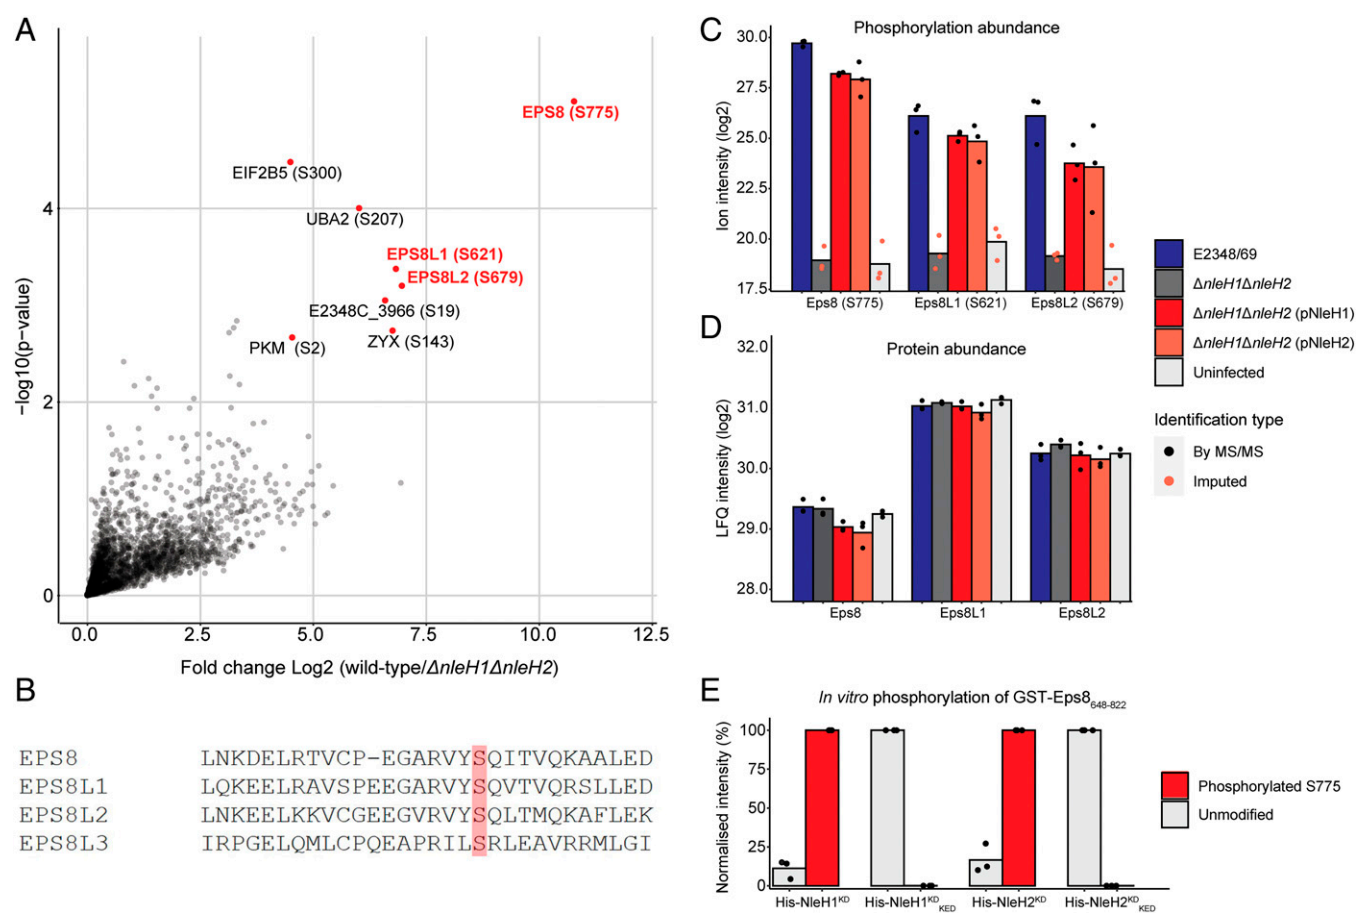 A
EPS8 (S775)
EIF2B5 (S300)
UBA2 (S207)
EPS8L1 (S621)
EPS8L2 (S679)
E2348C_3966 (S19)
PKM (S2)
ZYX (S143)
4
2
0
−log10(p−value)
0.0 2.5 5.0 7.5 10.0 12.5
Fold change Log2 (wild-type/ΔnleH1ΔnleH2)
B
EPS8 LNKDELRTVCP-EGARVYSQITVQKAALED
EPS8L1 LQKEELRAVSPEEGARVYSQVTVQRSLLED
EPS8L2 LNKEELKKVCGEEGVRVYSQLTMQKAFLEK
EPS8L3 IRPGELQMLCPQEAPRILSRLEAVRRMLGI
C
Phosphorylation abundance
30.0
27.5
25.0
22.5
20.0
17.5
Ion intensity (log2)
Eps8 (S775) Eps8L1 (S621) Eps8L2 (S679)
D
Protein abundance
32.0
31.0
30.0
29.0
28.0
LFQ intensity (log2)
Eps8 Eps8L1 Eps8L2
E2348/69
ΔnleH1ΔnleH2
ΔnleH1ΔnleH2 (pNleH1)
ΔnleH1ΔnleH2 (pNleH2)
Uninfected
Identification type
By MS/MS
Imputed
E
In vitro phosphorylation of GST-Eps8648-822
100
75
50
25
0
Normalised intensity (%)
His-NleH1KD His-NleH1KDKED His-NleH2KD His-NleH2KDKED
Phosphorylated S775
Unmodified